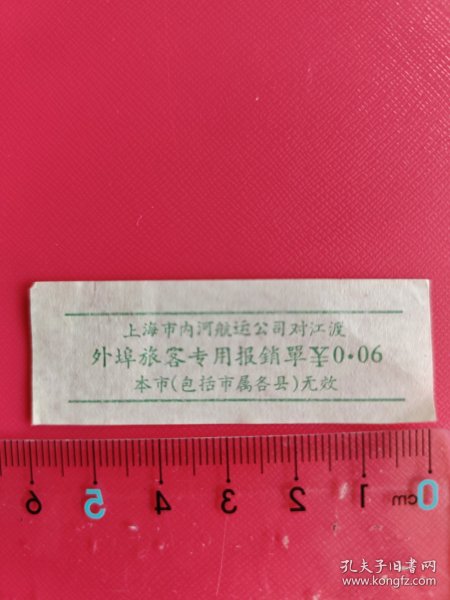 上海市内河航运公司对江渡
外埠旅客专用报銷單¥0·06
本市(包括市属各县)无效
6 5 4 3 2 1 0cm
孔夫子旧书网
www.kongfz.com